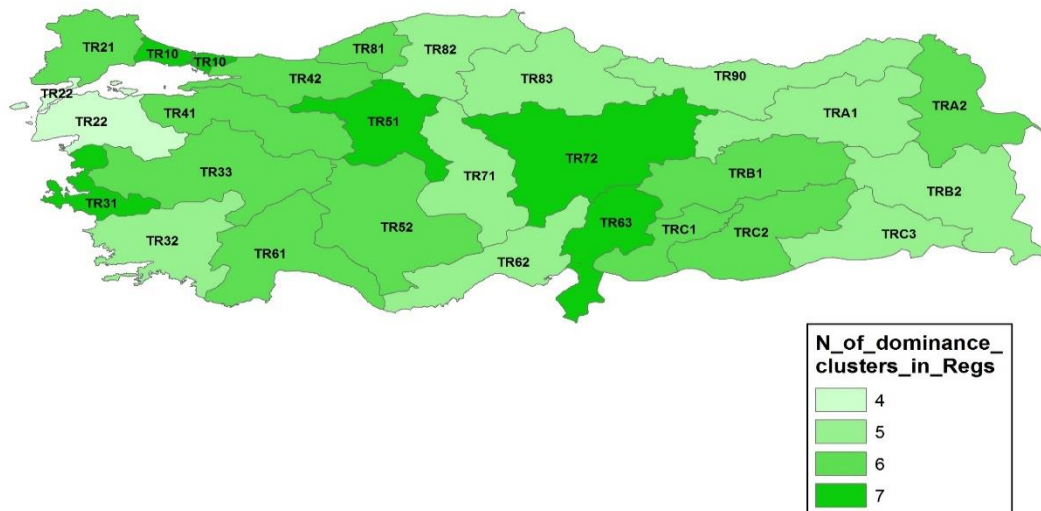 TR21
TR10
TR10
TR81
TR82
TR42
TR83
TR90
TR22
TR22
TR41
TR51
TRA1
TRA2
TR72
TR33
TR71
TRB1
TRB2
TR31
TR63
TR52
TRC1
TRC2
TRC3
TR32
TR61
TR62
N_of_dominance_
clusters_in_Regs
4
5
6
7